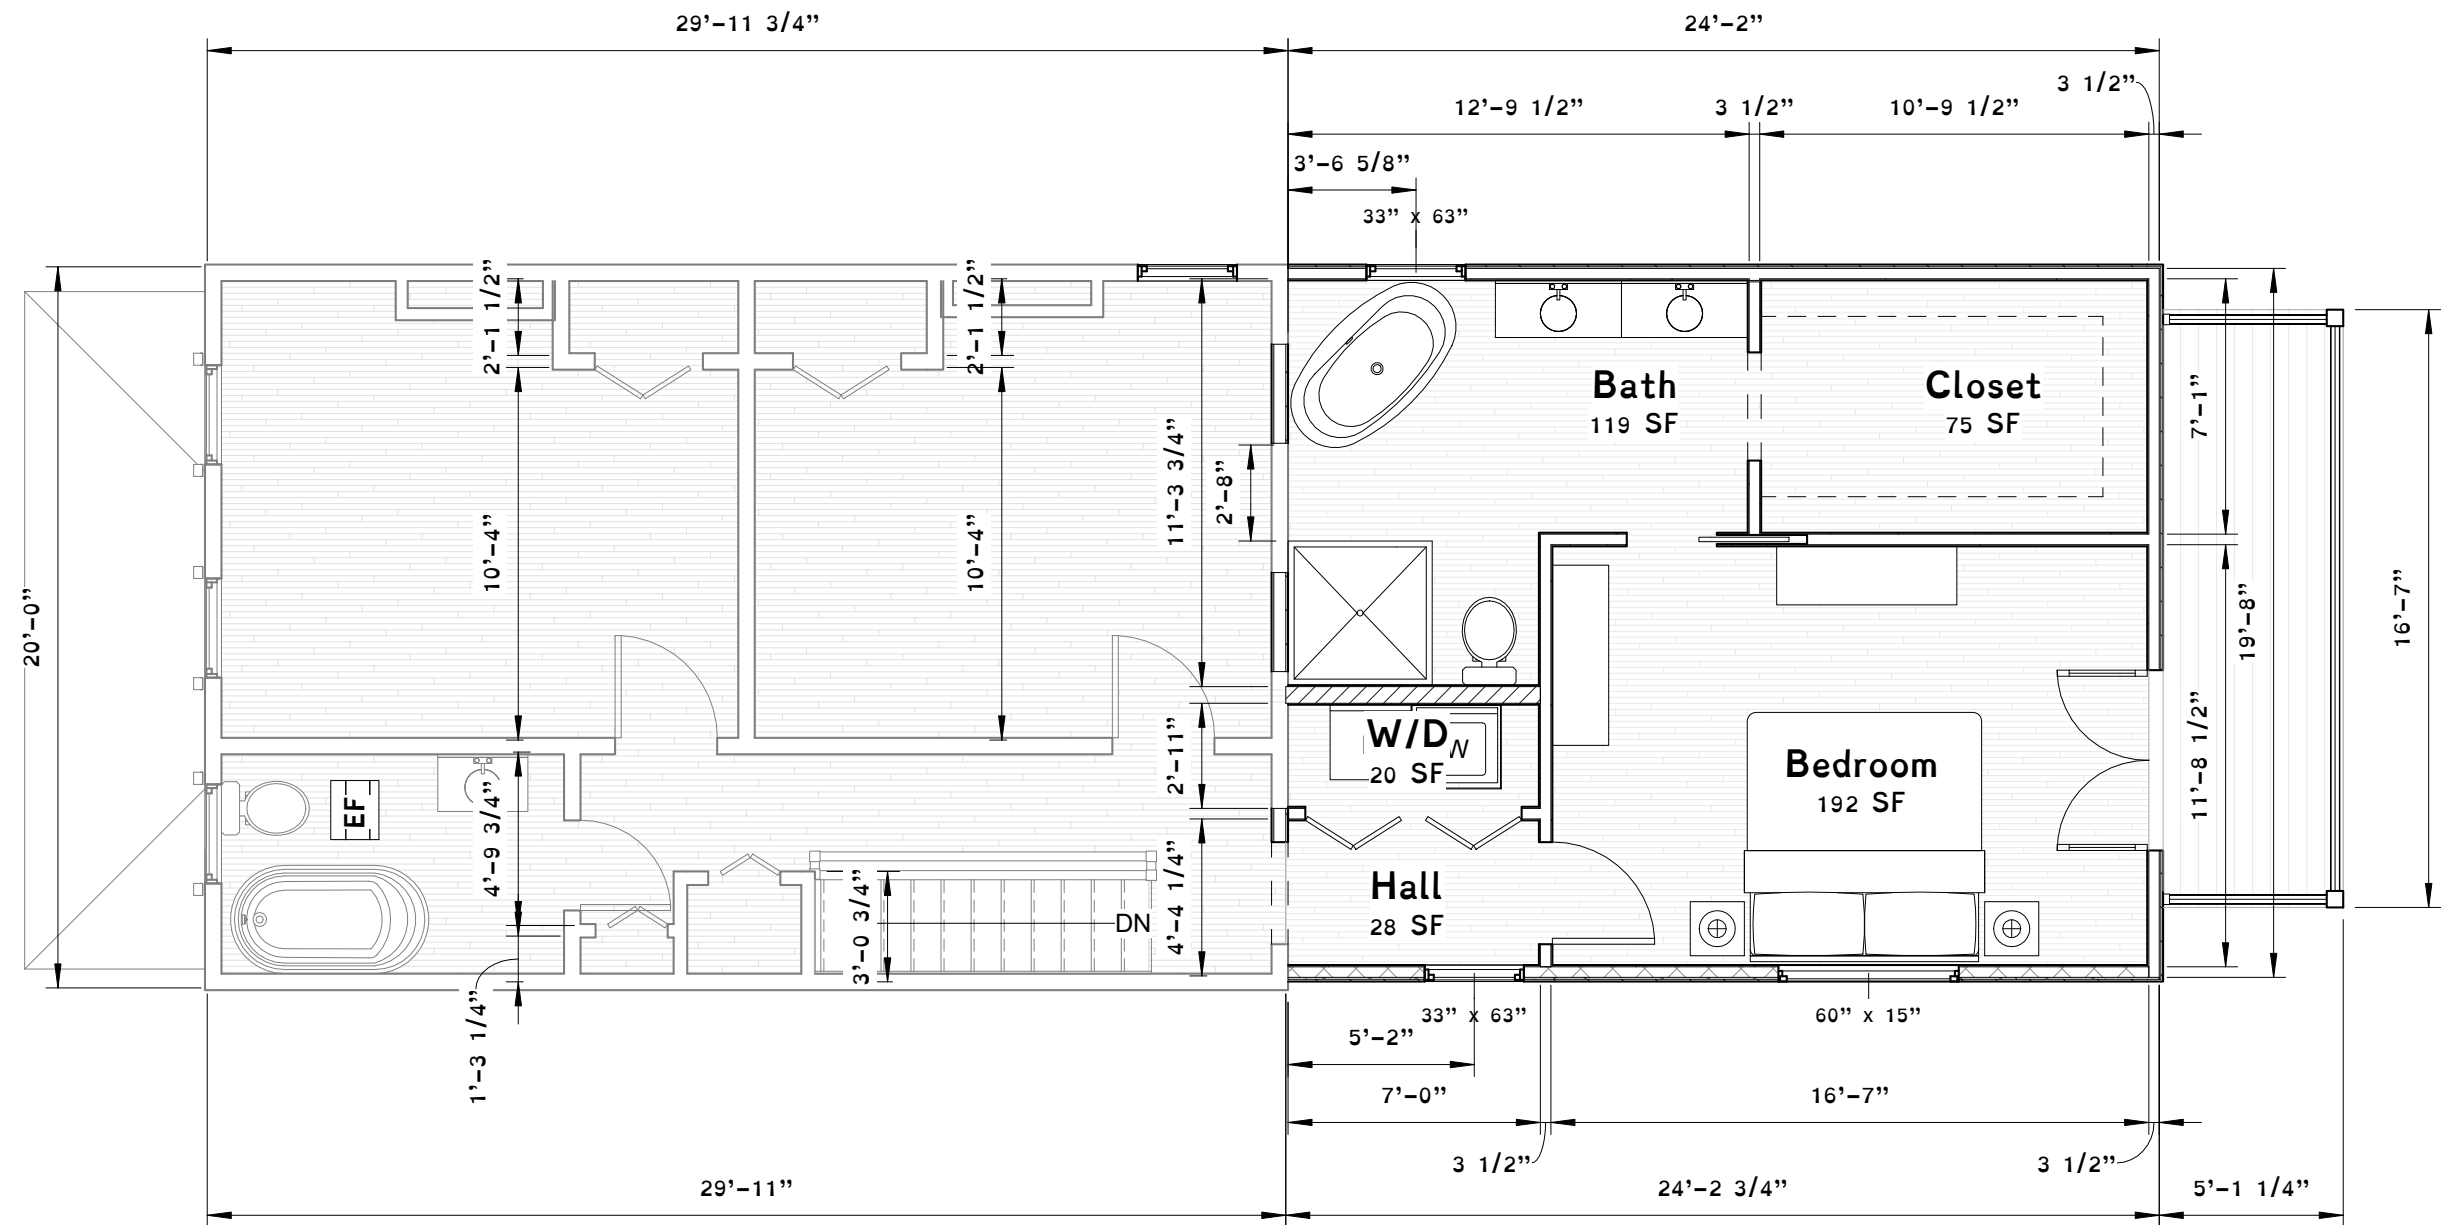 29'-11 3/4"
24'-2"
3 1/2"
12'-9 1/2"
3 1/2"
10'-9 1/2"
3'-6 5/8"
33" x 63"
2'-1 1/2"
2'-1 1/2"
Bath
119 SF
Closet
75 SF
7'-1"
11'-3 3/4"
2'-8"
10'-4"
10'-4"
20'-0"
19'-8"
16'-7"
W/D
20 SF
2'-11"
Bedroom
192 SF
11'-8 1/2"
EF
4'-9 3/4"
Hall
28 SF
3'-0 3/4"
DN
4'-4 1/4"
1'-3 1/4"
33" x 63"
60" x 15"
5'-2"
7'-0"
16'-7"
3 1/2"
3 1/2"
29'-11"
24'-2 3/4"
5'-1 1/4"